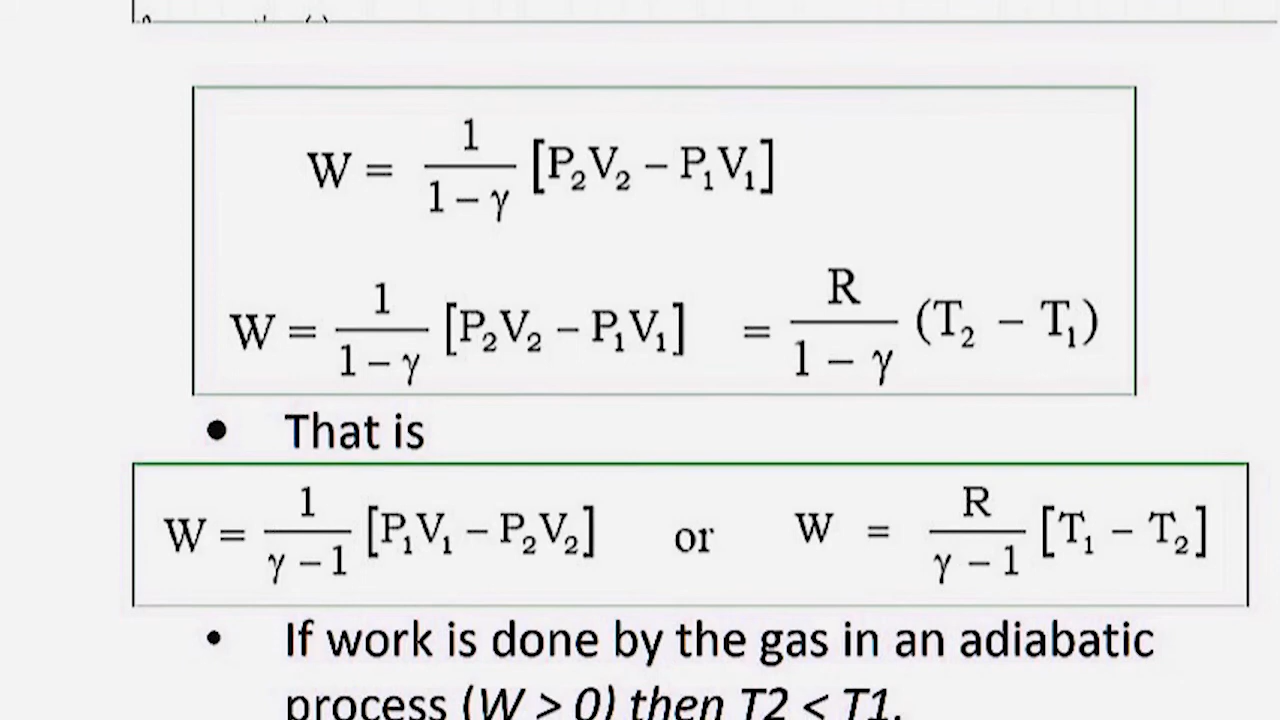 W = 1/(1 − γ) [P₂V₂ − P₁V₁]
W = 1/(1 − γ) [P₂V₂ − P₁V₁] = R/(1 − γ) (T₂ − T₁)
• That is
W = 1/(γ − 1) [P₁V₁ − P₂V₂] or W = R/(γ − 1) [T₁ − T₂]
• If work is done by the gas in an adiabatic
process (W > 0) then T2 < T1.